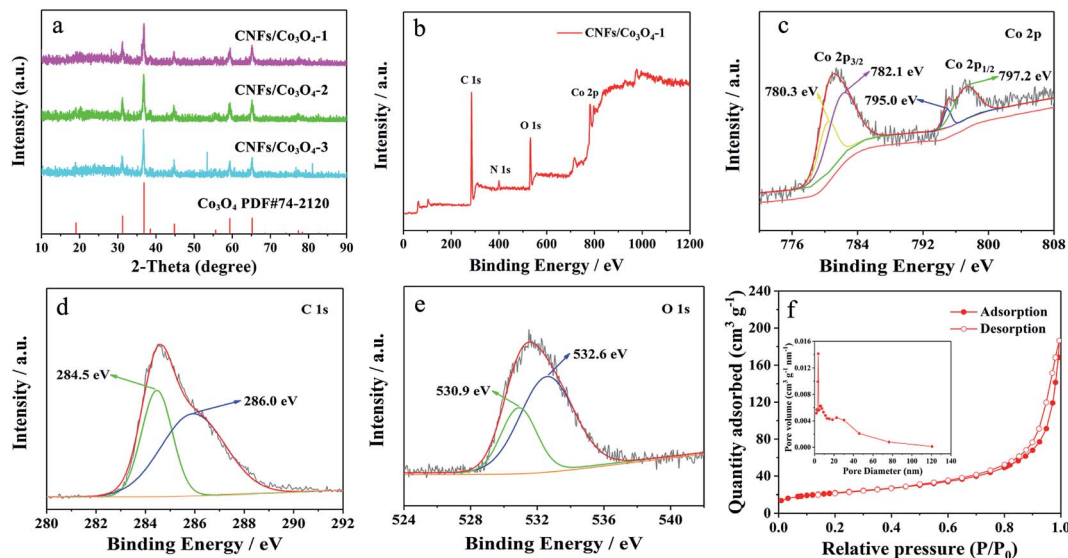 a
CNFs/Co₃O₄-1
CNFs/Co₃O₄-2
CNFs/Co₃O₄-3
Co₃O₄ PDF#74-2120
Intensity (a.u.)
10 20 30 40 50 60 70 80 90
2-Theta (degree)
b
CNFs/Co₃O₄-1
C 1s
N 1s
O 1s
Co 2p
Intensity / a.u.
0 200 400 600 800 1000 1200
Binding Energy / eV
c
Co 2p
Co 2p₃/₂
Co 2p₁/₂
780.3 eV
782.1 eV
795.0 eV
797.2 eV
Intensity / a.u.
776 784 792 800 808
Binding Energy / eV
d
C 1s
284.5 eV
286.0 eV
Intensity / a.u.
280 282 284 286 288 290 292
Binding Energy / eV
e
O 1s
530.9 eV
532.6 eV
Intensity / a.u.
524 528 532 536 540
Binding Energy / eV
f
Adsorption
Desorption
Quantity adsorbed (cm³ g⁻¹)
240
200
160
120
80
40
0
0.0 0.2 0.4 0.6 0.8 1.0
Relative pressure (P/P₀)
Pore volume (cm³ g⁻¹ nm⁻¹)
0.016
0.012
0.008
0.004
0.000
0 20 40 60 80 100 120 140
Pore Diameter (nm)